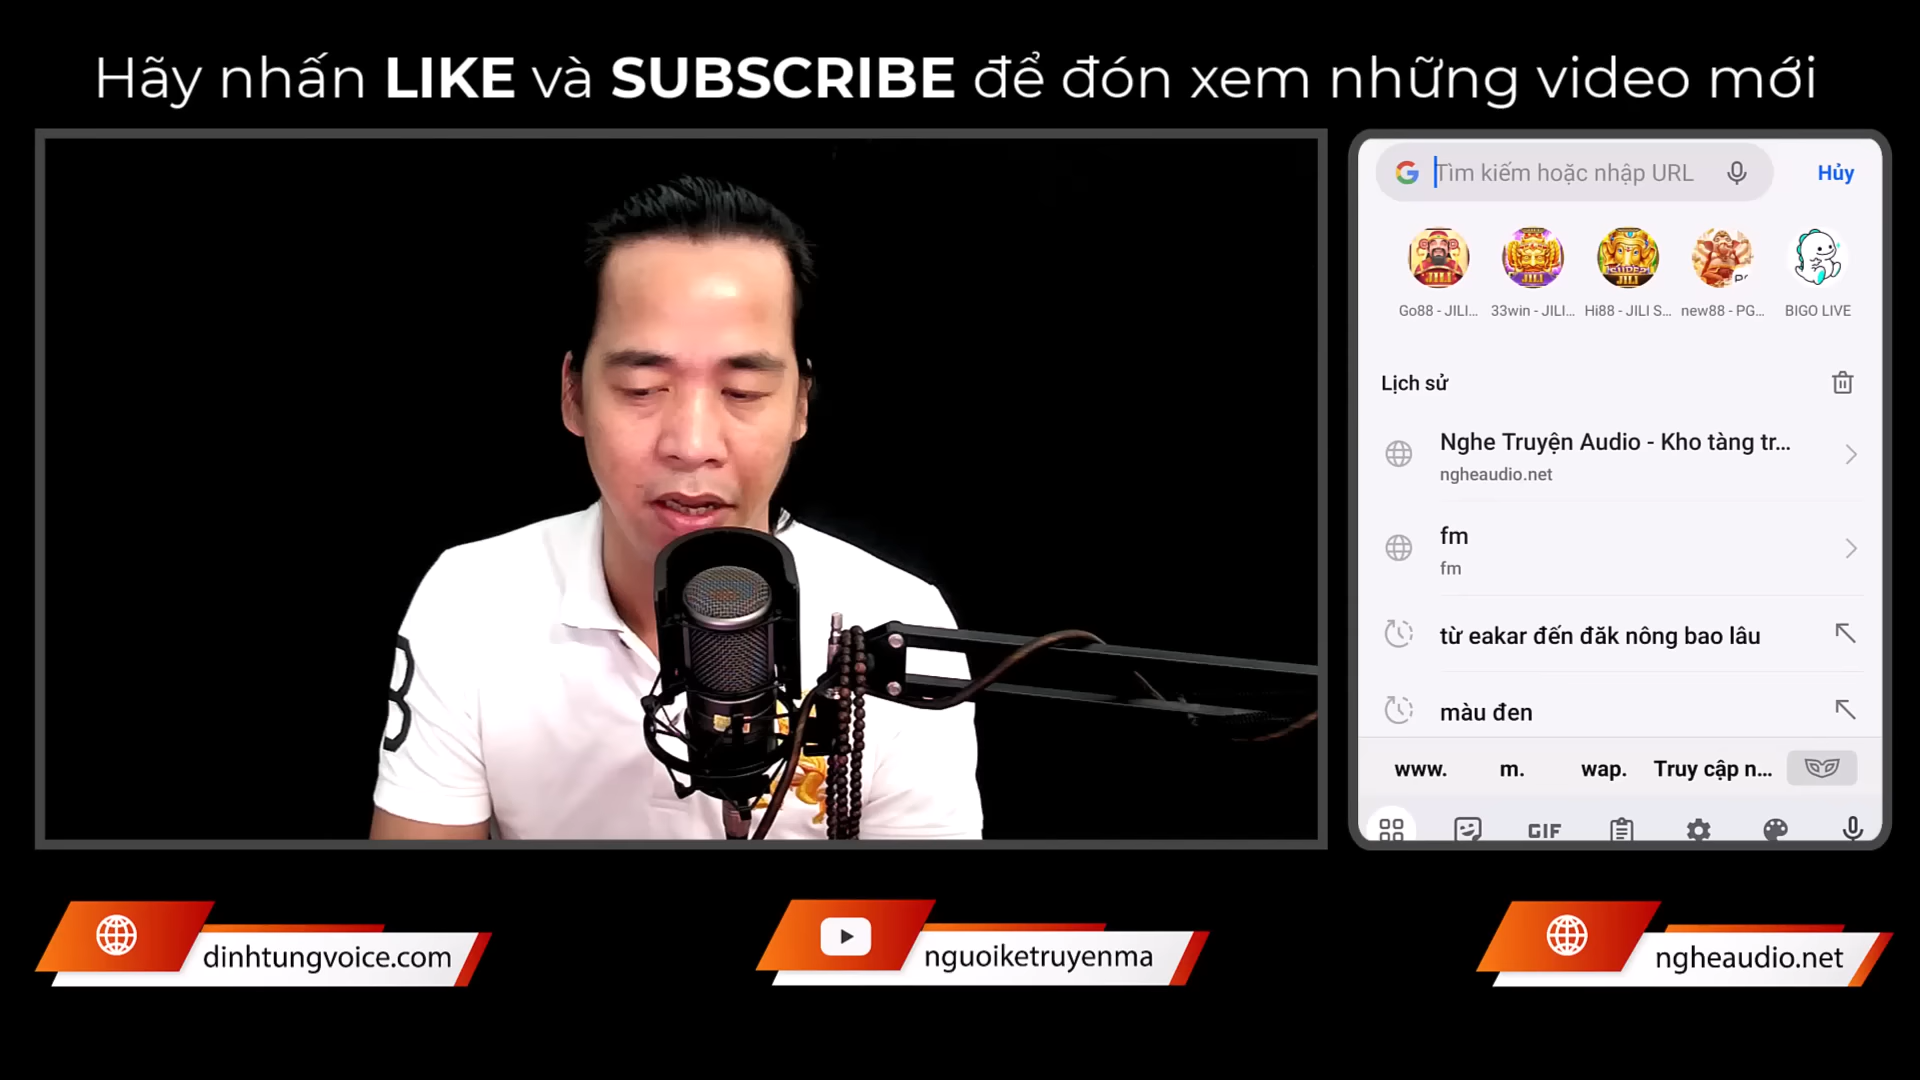 Hãy nhấn LIKE và SUBSCRIBE để đón xem những video mới
Tìm kiếm hoặc nhập URL
Hủy
Go88 - JILI...
33win - JILI...
Hi88 - JILI S...
new88 - PG...
BIGO LIVE
Lịch sử
Nghe Truyện Audio - Kho tàng tr...
ngheaudio.net
fm
fm
từ eakar đến đăk nông bao lâu
màu đen
www.
m.
wap.
Truy cập n...
GIF
dinhtungvoice.com
nguoiketruyenma
ngheaudio.net